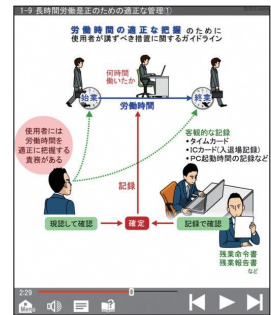 1-9 長時間労働是正のための適正な管理①
労働時間の適正な把握 のために
使用者が講ずべき措置に関するガイドライン
何時間
働いたか
始業
終業
労働時間
使用者には
労働時間を
適正に把握する
責務がある
客観的な記録
•タイムカード
•ICカード(入退場記録)
•PC起動時間の記録など
記録
現認して確認
確定
記録で確認
残業命令書
残業報告書
など
2:29
Menu